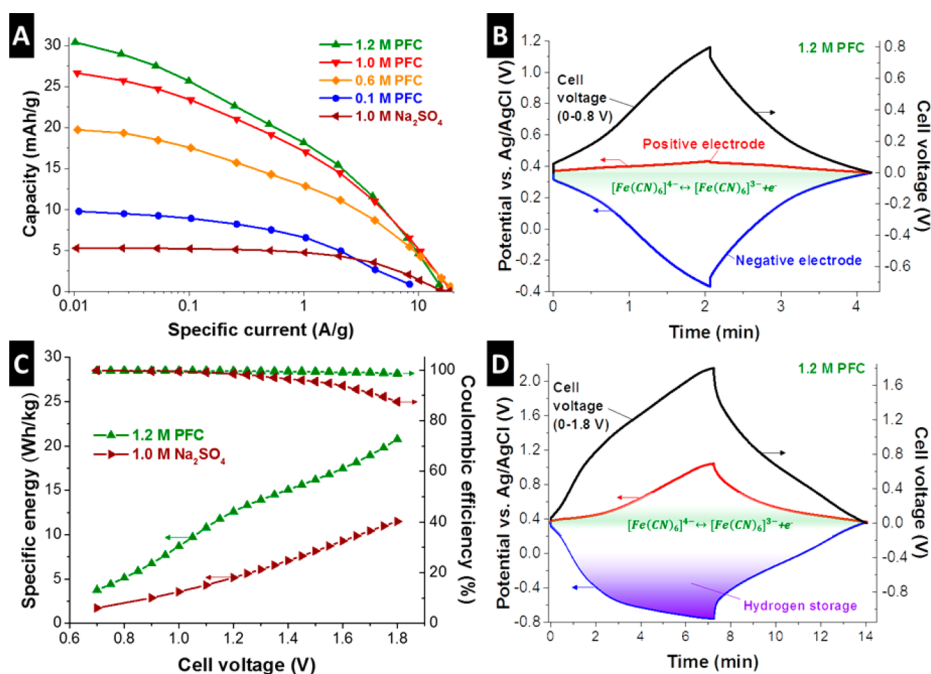 A
Capacity (mAh/g)
30
25
20
15
10
5
0
1.2 M PFC
1.0 M PFC
0.6 M PFC
0.1 M PFC
1.0 M Na₂SO₄
0.01
0.1
1
10
Specific current (A/g)
B
Potential vs. Ag/AgCl (V)
1.2
1.0
0.8
0.6
0.4
0.2
0.0
-0.2
-0.4
1.2 M PFC
Cell
voltage
(0-0.8 V)
Positive electrode
[Fe(CN)₆]⁴⁻ ↔ [Fe(CN)₆]³⁻+e⁻
Negative electrode
0.8
0.6
0.4
0.2
0.0
-0.2
-0.4
-0.6
Cell voltage (V)
0
1
2
3
4
Time (min)
C
Specific energy (Wh/kg)
30
25
20
15
10
5
0
1.2 M PFC
1.0 M Na₂SO₄
100
80
60
40
20
0
Coulombic efficiency (%)
0.6
0.8
1.0
1.2
1.4
1.6
1.8
Cell voltage (V)
D
Potential vs. Ag/AgCl (V)
2.0
1.6
1.2
0.8
0.4
0.0
-0.4
-0.8
1.2 M PFC
Cell
voltage
(0-1.8 V)
[Fe(CN)₆]⁴⁻ ↔ [Fe(CN)₆]³⁻+e⁻
Hydrogen storage
1.6
1.2
0.8
0.4
0.0
-0.4
-0.8
Cell voltage (V)
0
2
4
6
8
10
12
14
Time (min)